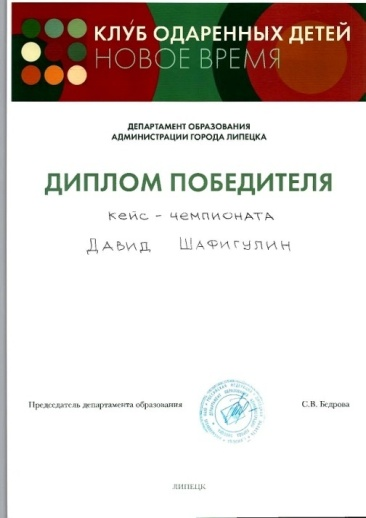 КЛУБ ОДАРЕННЫХ ДЕТЕЙ
НОВОЕ ВРЕМЯ
ДЕПАРТАМЕНТ ОБРАЗОВАНИЯ
АДМИНИСТРАЦИИ ГОРОДА ЛИПЕЦКА
ДИПЛОМ ПОБЕДИТЕЛЯ
кейс - чемпионата
Давид Шафигулин
Председатель департамента образования С.В. Бедрова
ЛИПЕЦК